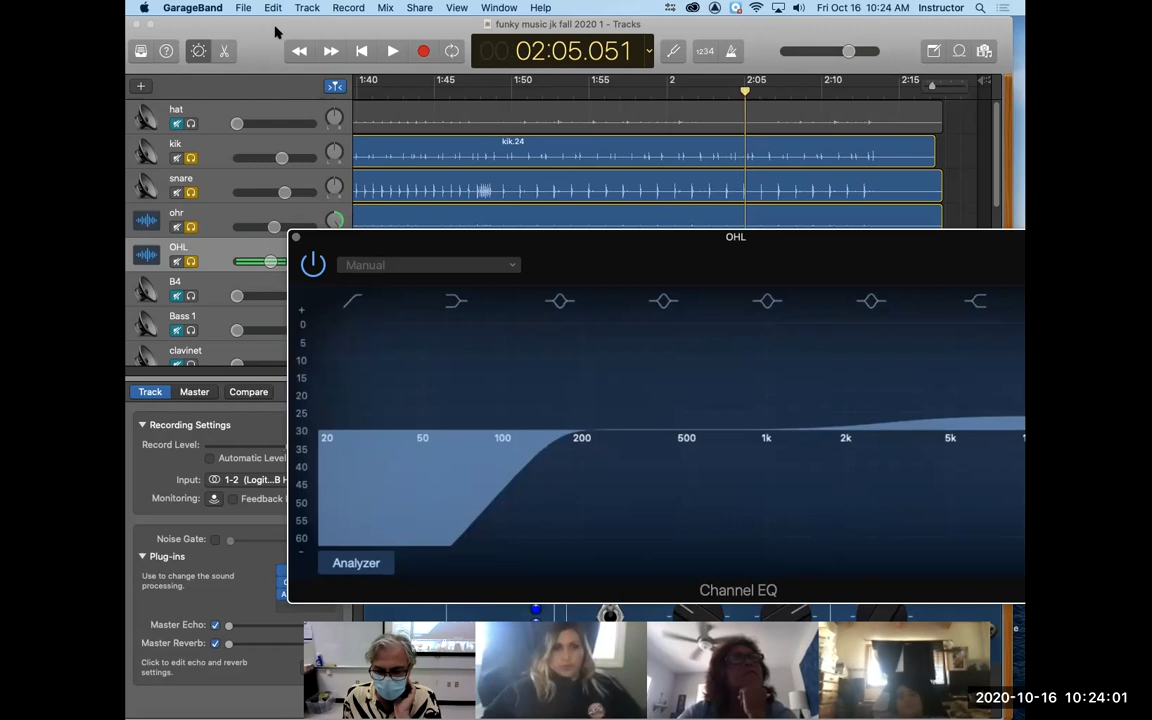 GarageBand File Edit Track Record Mix Share View Window Help Fri Oct 16 10:24 AM Instructor
funky music jk fall 2020 1 - Tracks
02:05.051
1234
1:40 1:45 1:50 1:55 2 2:05 2:10 2:15
hat
kik
kik.24
snare
ohr
OHL
OHL
B4
Manual
Bass 1
clavinet
+
0
5
10
15
20
25
30
35
40
45
50
55
60
-
20 50 100 200 500 1k 2k 5k
Track Master Compare
Recording Settings
Record Level:
Automatic Level
Input: 1-2 (Logit...B H
Monitoring: Feedback
Noise Gate:
Plug-ins
Use to change the sound
processing.
Analyzer
Channel EQ
Master Echo:
Master Reverb:
Click to edit echo and reverb
settings.
2020-10-16 10:24:01